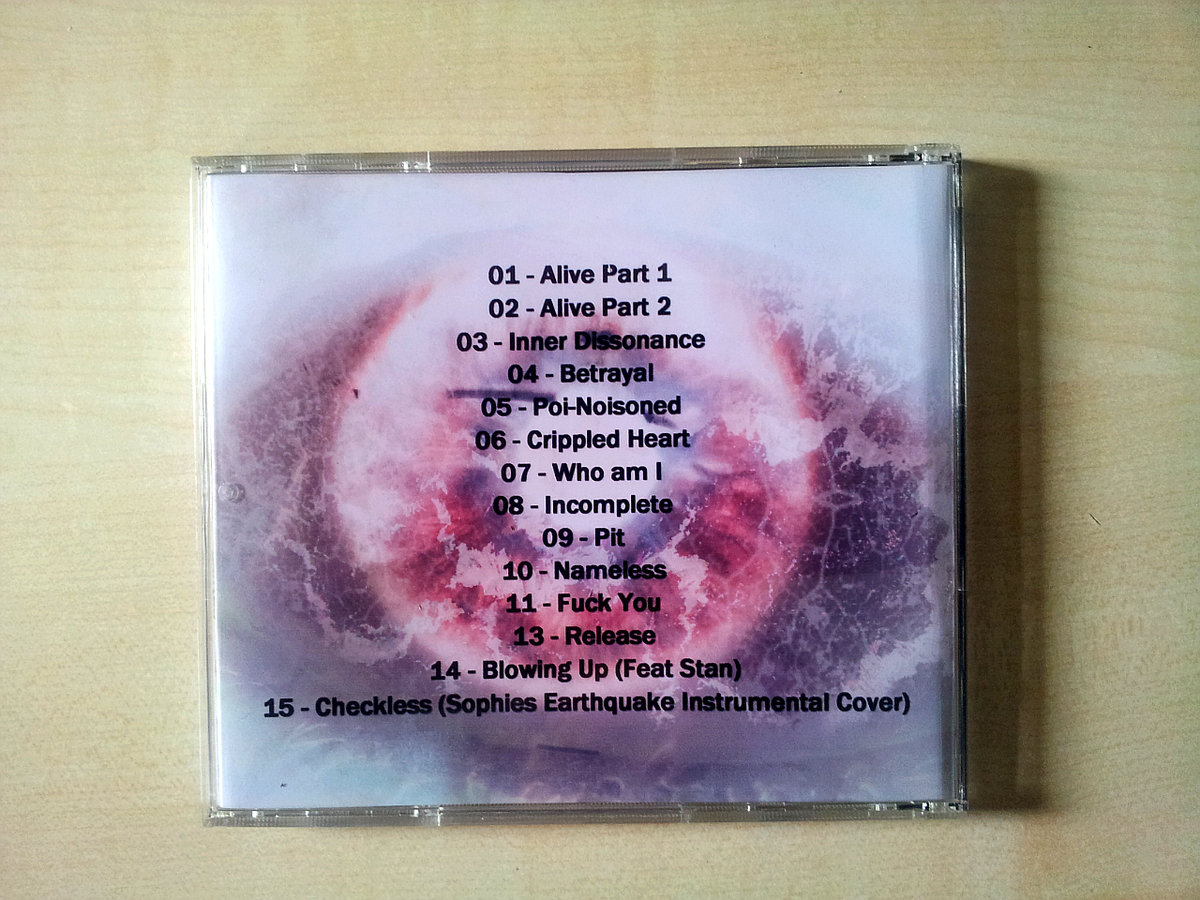 01 - Alive Part 1
02 - Alive Part 2
03 - Inner Dissonance
04 - Betrayal
05 - Poi-Noisoned
06 - Crippled Heart
07 - Who am I
08 - Incomplete
09 - Pit
10 - Nameless
11 - Fuck You
13 - Release
14 - Blowing Up (Feat Stan)
15 - Checkless (Sophies Earthquake Instrumental Cover)